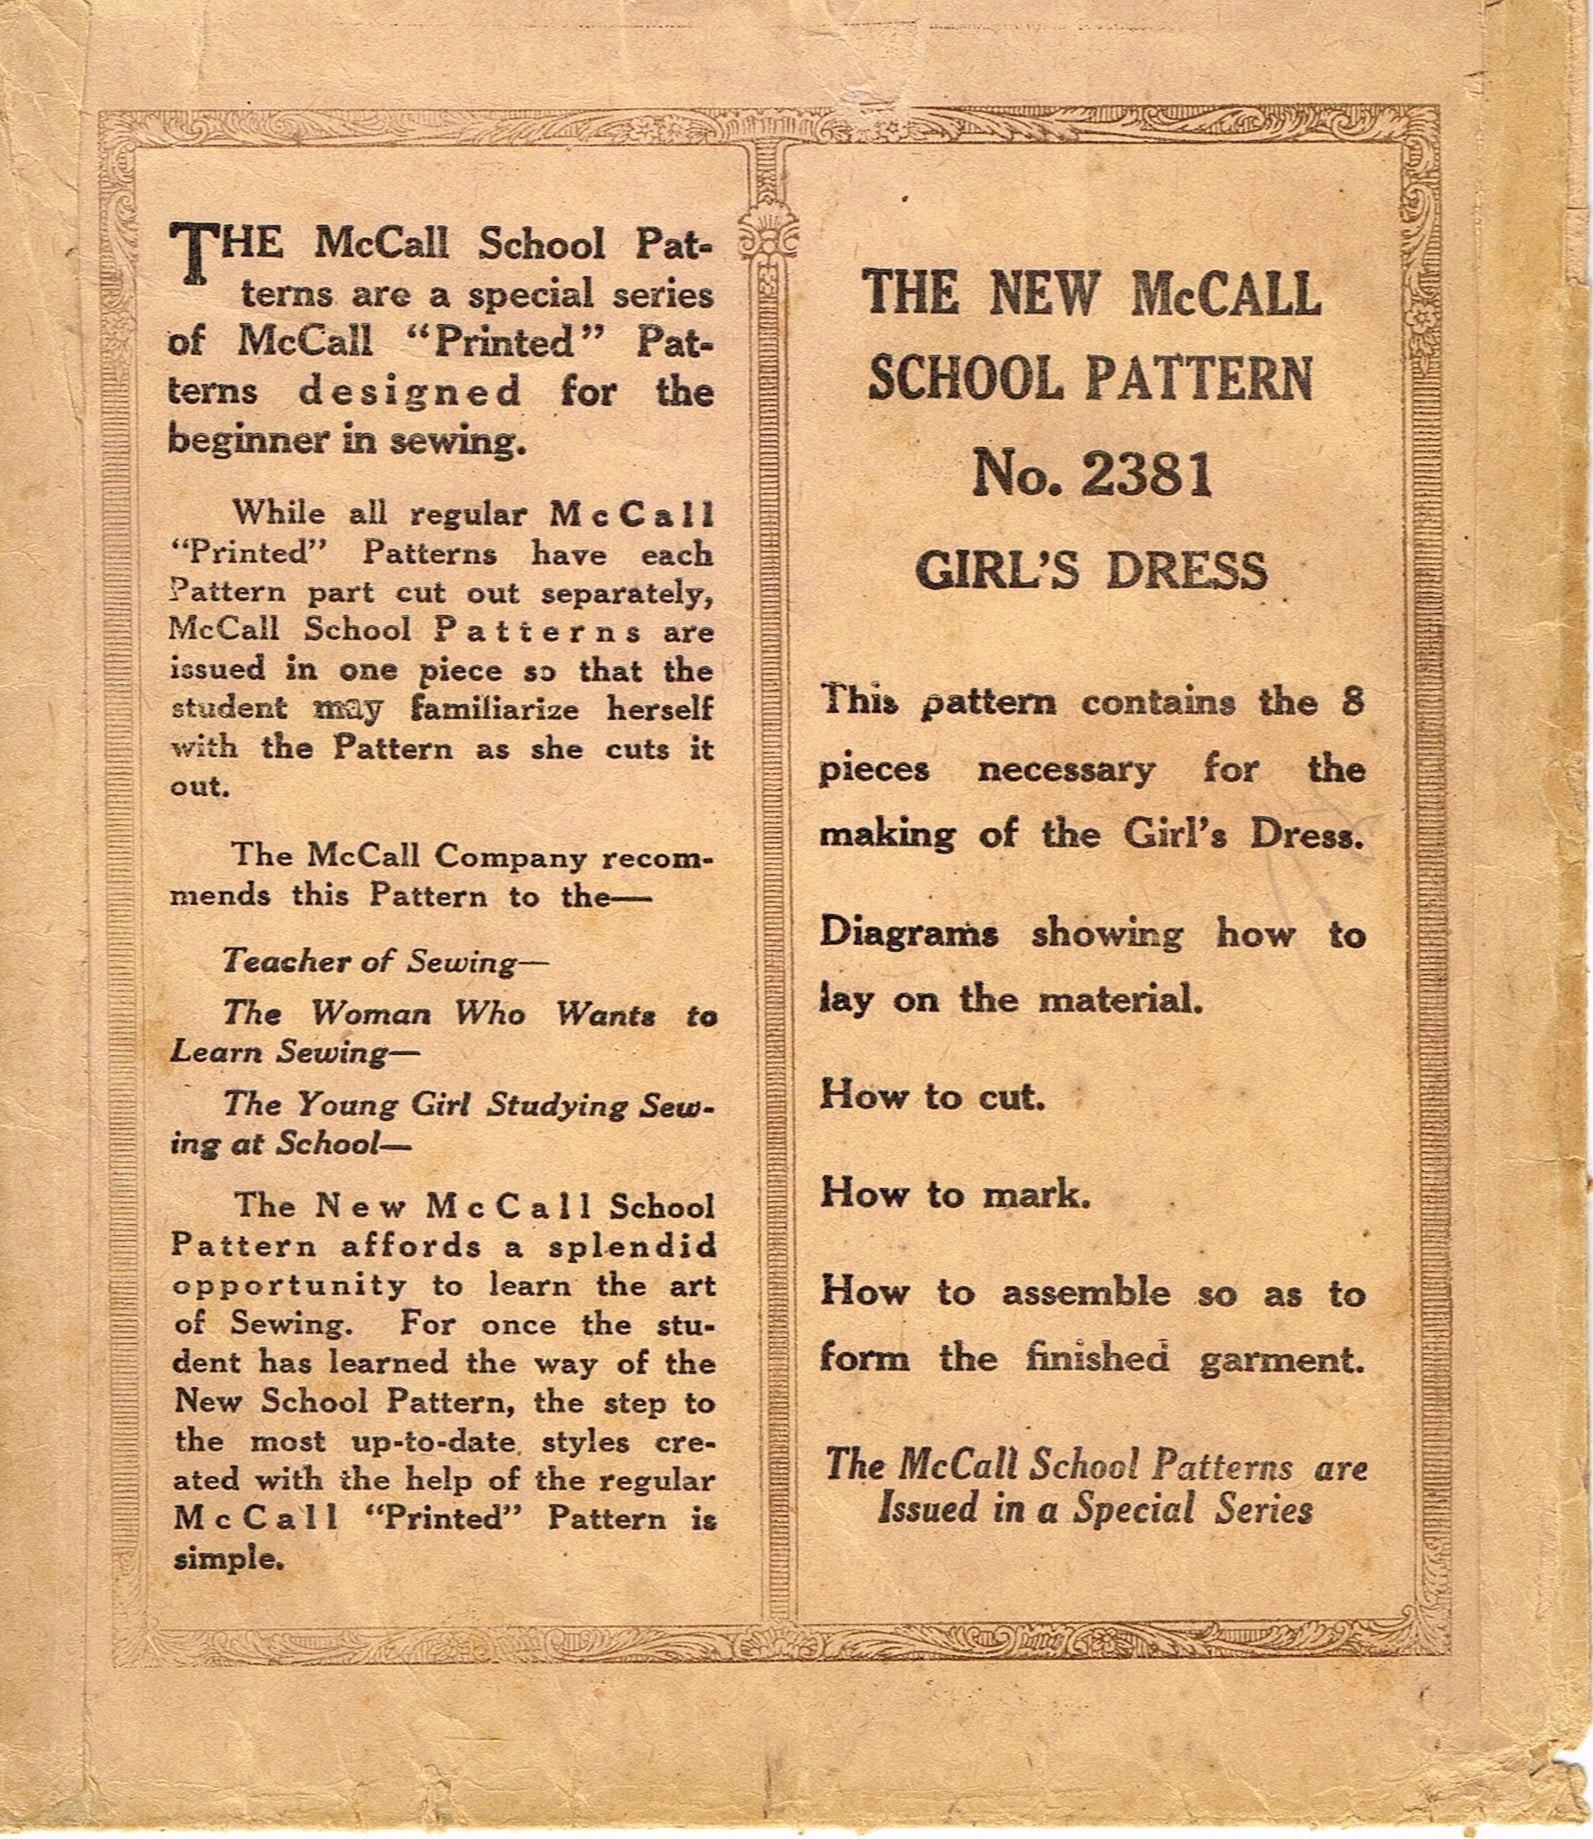 THE McCall School Pat-
terns are a special series
of McCall “Printed” Pat-
terns designed for the
beginner in sewing.
While all regular McCall
“Printed” Patterns have each
Pattern part cut out separately,
McCall School Patterns are
issued in one piece so that the
student may familiarize herself
with the Pattern as she cuts it
out.
The McCall Company recom-
mends this Pattern to the—
Teacher of Sewing—
The Woman Who Wants to
Learn Sewing—
The Young Girl Studying Sew-
ing at School—
The New McCall School
Pattern affords a splendid
opportunity to learn the art
of Sewing. For once the stu-
dent has learned the way of the
New School Pattern, the step to
the most up-to-date styles cre-
ated with the help of the regular
McCall “Printed” Pattern is
simple.
THE NEW McCALL
SCHOOL PATTERN
No. 2381
GIRL’S DRESS
This pattern contains the 8
pieces necessary for the
making of the Girl’s Dress.
Diagrams showing how to
lay on the material.
How to cut.
How to mark.
How to assemble so as to
form the finished garment.
The McCall School Patterns are
Issued in a Special Series